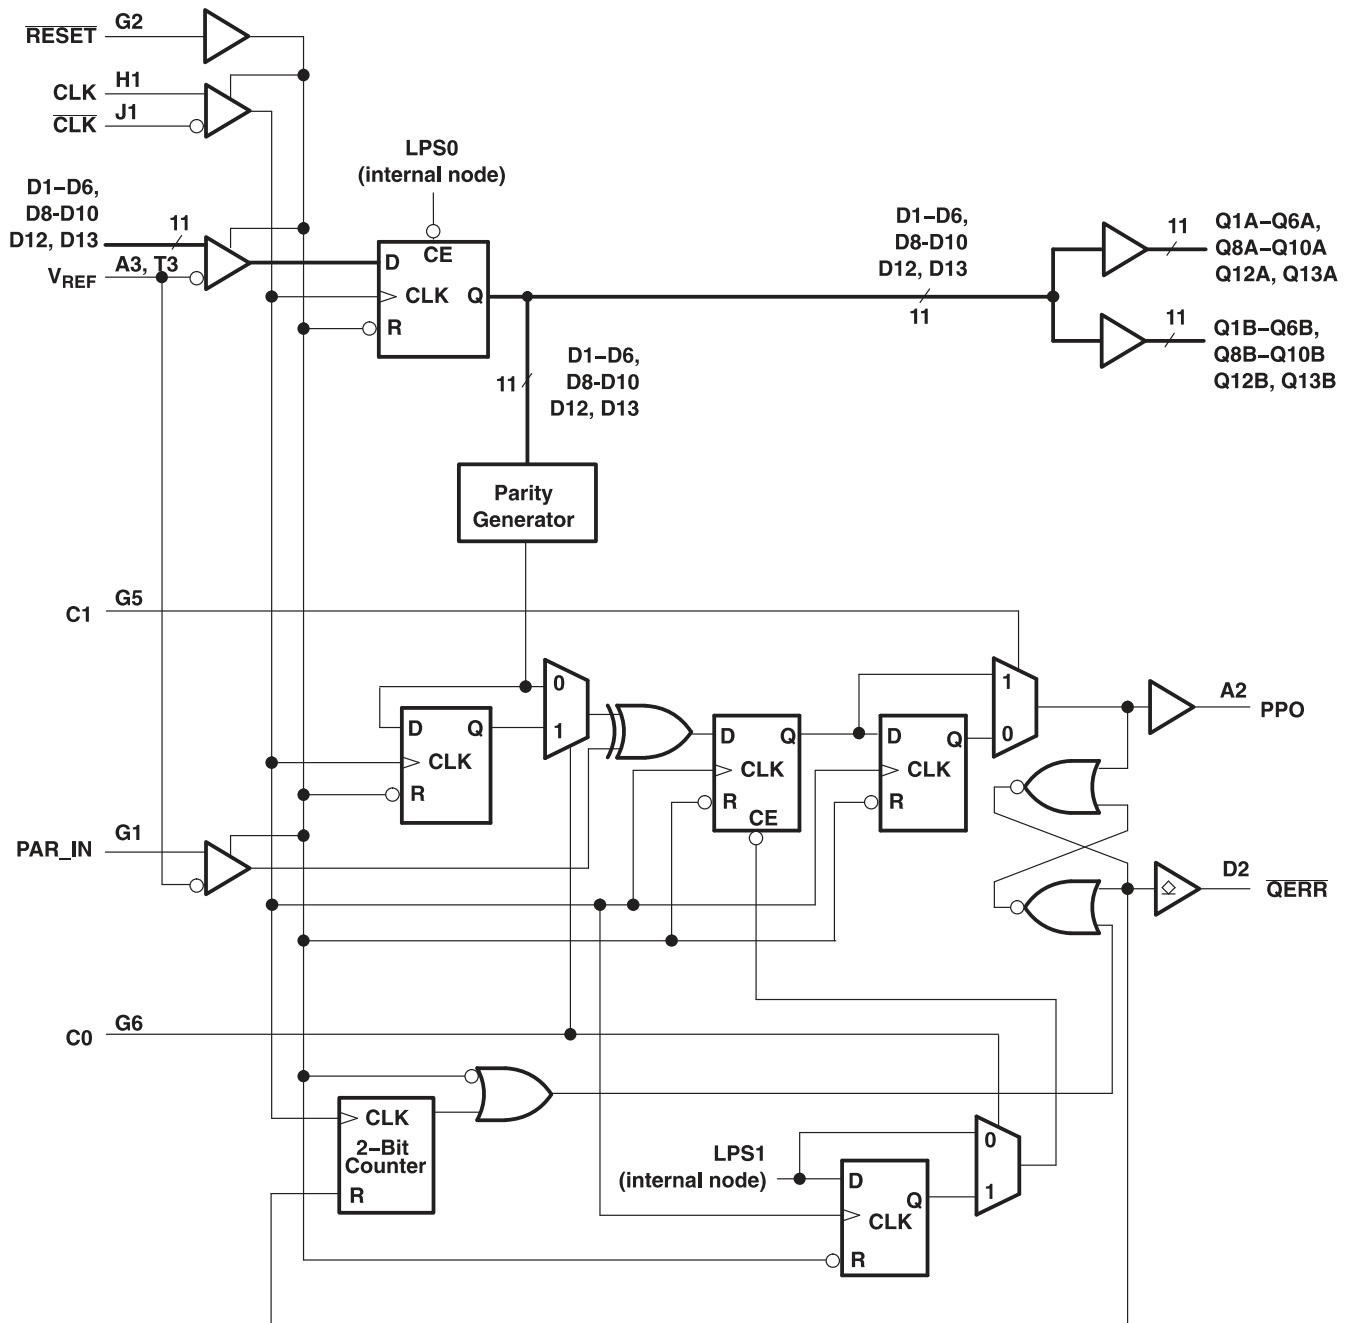 RESET
G2
CLK
H1
CLK
J1
LPS0
(internal node)
D1–D6,
D8-D10
D12, D13
11
VREF
A3, T3
D
CE
CLK
Q
R
D1–D6,
D8-D10
D12, D13
11
11
Q1A–Q6A,
Q8A–Q10A
Q12A, Q13A
11
Q1B–Q6B,
Q8B–Q10B
Q12B, Q13B
11
D1–D6,
D8-D10
D12, D13
Parity
Generator
C1
G5
0
1
D
Q
CLK
R
D
Q
CLK
R
CE
D
Q
CLK
R
1
0
A2
PPO
PAR_IN
G1
D2
QERR
C0
G6
CLK
2–Bit
Counter
R
LPS1
(internal node)
D
Q
CLK
R
0
1